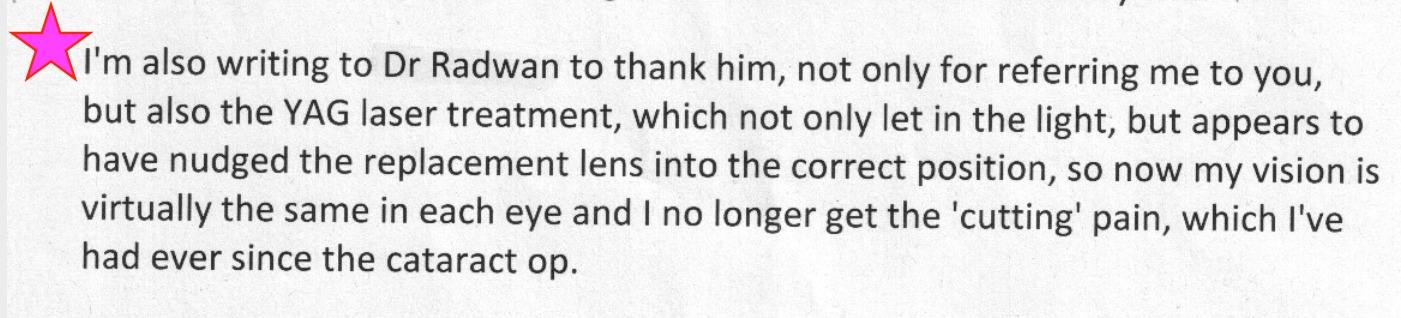 I'm also writing to Dr Radwan to thank him, not only for referring me to you,
but also the YAG laser treatment, which not only let in the light, but appears to
have nudged the replacement lens into the correct position, so now my vision is
virtually the same in each eye and I no longer get the 'cutting' pain, which I've
had ever since the cataract op.